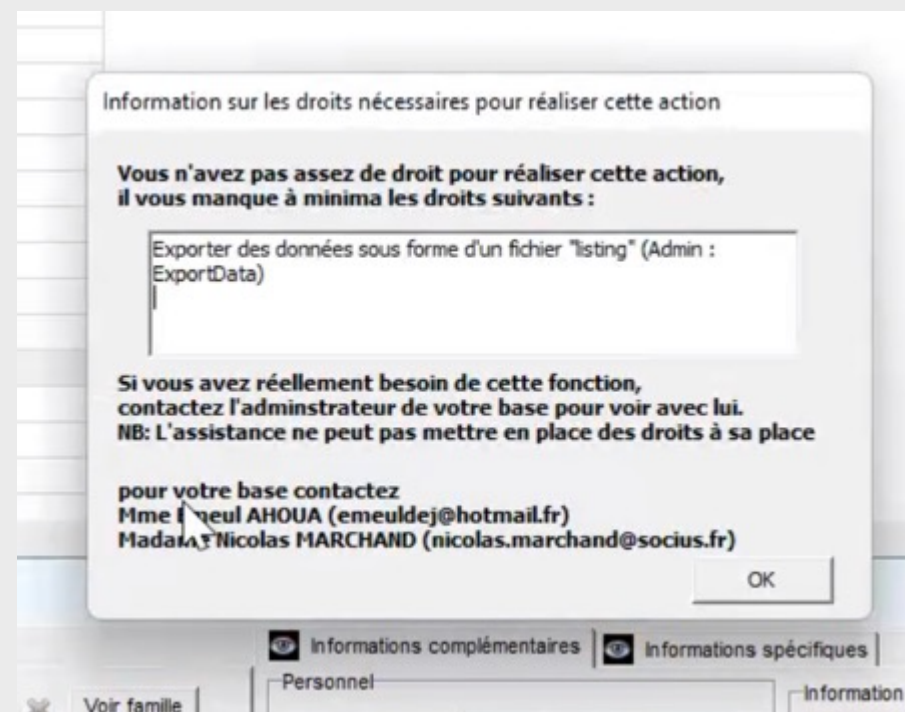 Information sur les droits nécessaires pour réaliser cette action
Vous n'avez pas assez de droit pour réaliser cette action,
il vous manque à minima les droits suivants :
Exporter des données sous forme d'un fichier "listing" (Admin :
ExportData)
Si vous avez réellement besoin de cette fonction,
contactez l'adminstrateur de votre base pour voir avec lui.
NB: L'assistance ne peut pas mettre en place des droits à sa place
pour votre base contactez
Mme AHOUA (emeuldej@hotmail.fr)
Nicolas MARCHAND (nicolas.marchand@socius.fr)
OK
Informations complémentaires
Informations spécifiques
Personnel
Information
Voir famille